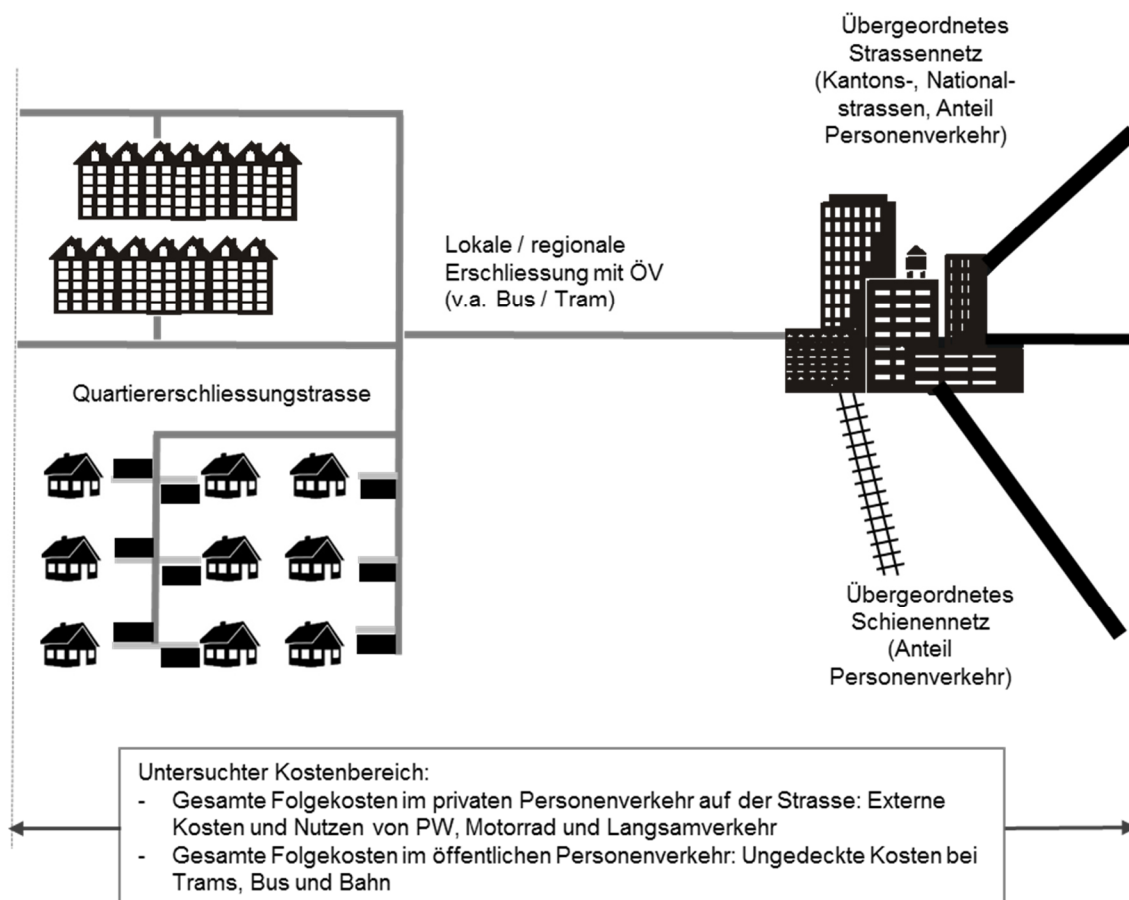 Übergeordnetes
Strassennetz
(Kantons-, National-
strassen, Anteil
Personenverkehr)
Lokale / regionale
Erschliessung mit ÖV
(v.a. Bus / Tram)
Quartiererschliessungstrasse
Übergeordnetes
Schienennetz
(Anteil
Personenverkehr)
Untersuchter Kostenbereich:
- Gesamte Folgekosten im privaten Personenverkehr auf der Strasse: Externe
Kosten und Nutzen von PW, Motorrad und Langsamverkehr
- Gesamte Folgekosten im öffentlichen Personenverkehr: Ungedeckte Kosten bei
Trams, Bus und Bahn